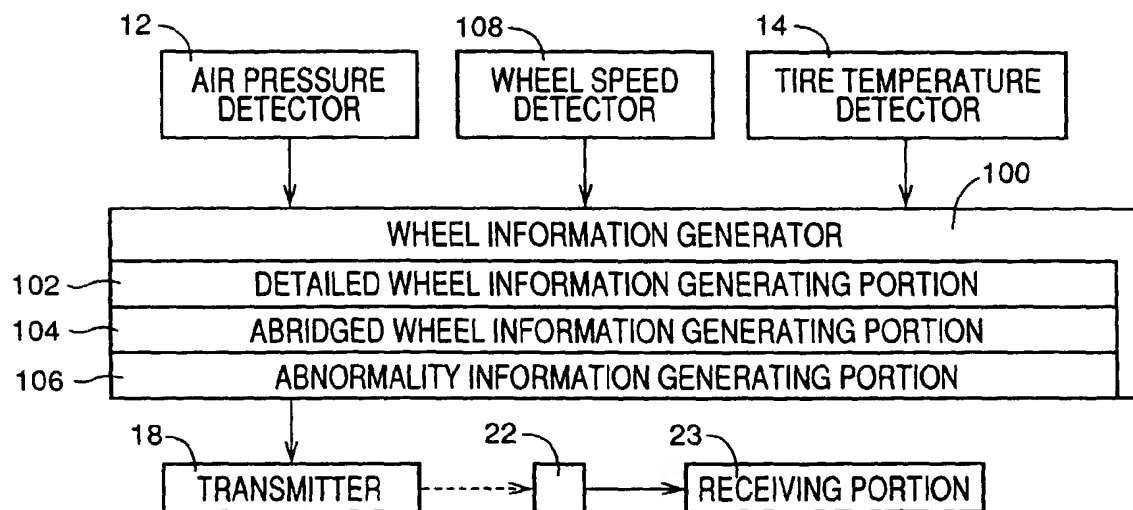 12
108
14
AIR PRESSURE
DETECTOR
WHEEL SPEED
DETECTOR
TIRE TEMPERATURE
DETECTOR
100
WHEEL INFORMATION GENERATOR
102
DETAILED WHEEL INFORMATION GENERATING PORTION
104
ABRIDGED WHEEL INFORMATION GENERATING PORTION
106
ABNORMALITY INFORMATION GENERATING PORTION
18
22
23
TRANSMITTER
RECEIVING PORTION